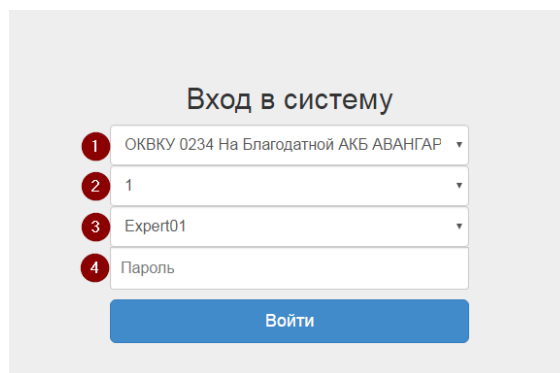 Вход в систему
1 ОКВКУ 0234 На Благодатной АКБ АВАНГАР
2 1
3 Expert01
4 Пароль
Войти